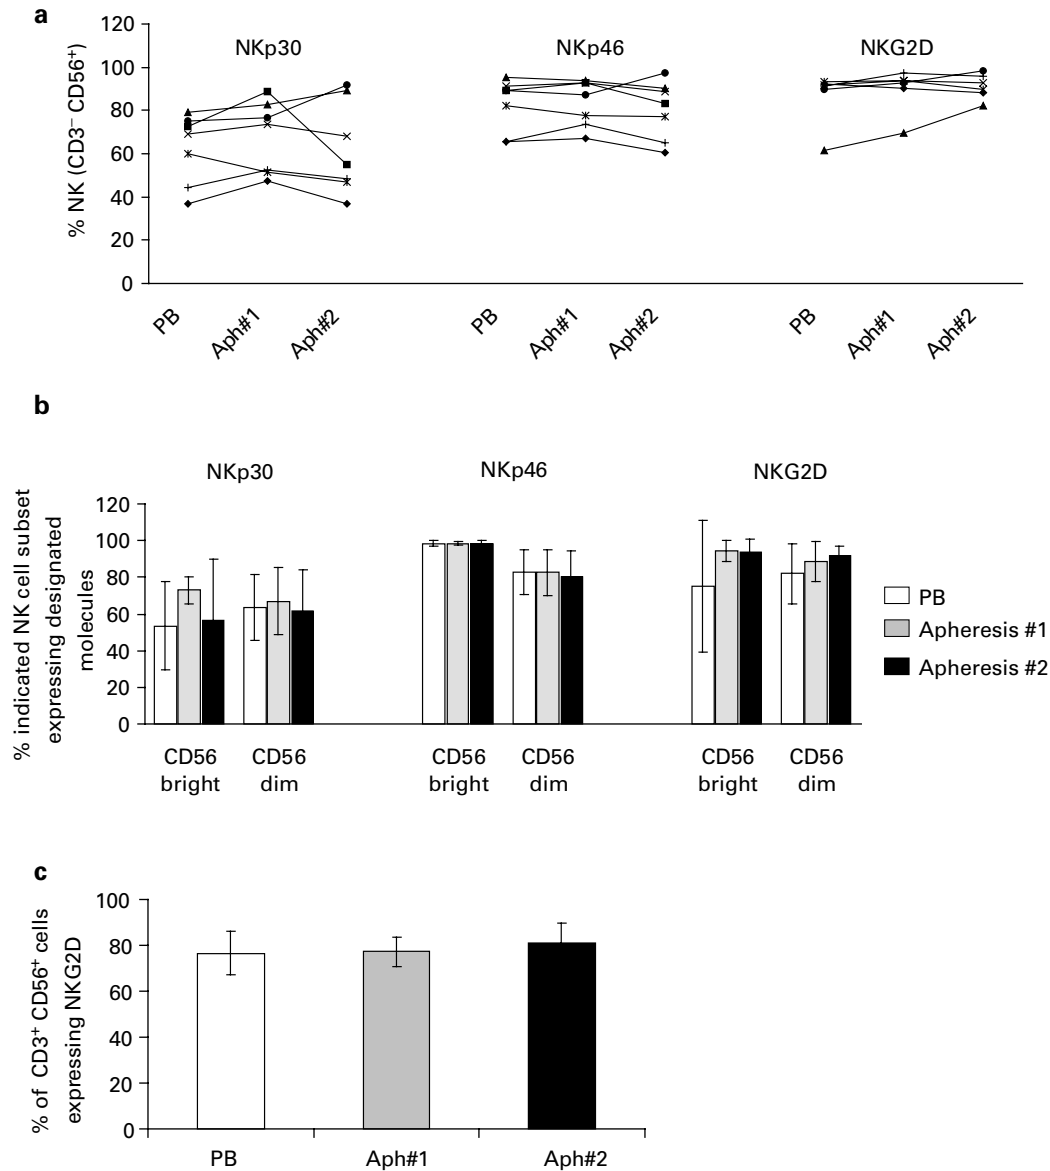 a
% NK (CD3⁻ CD56⁺)
120
100
80
60
40
20
0
NKp30
NKp46
NKG2D
PB
Aph#1
Aph#2
PB
Aph#1
Aph#2
PB
Aph#1
Aph#2
b
% indicated NK cell subset
expressing designated
molecules
NKp30
NKp46
NKG2D
120
100
80
60
40
20
0
CD56
bright
CD56
dim
CD56
bright
CD56
dim
CD56
bright
CD56
dim
PB
Apheresis #1
Apheresis #2
c
% of CD3⁺ CD56⁺ cells
expressing NKG2D
100
80
60
40
20
0
PB
Aph#1
Aph#2